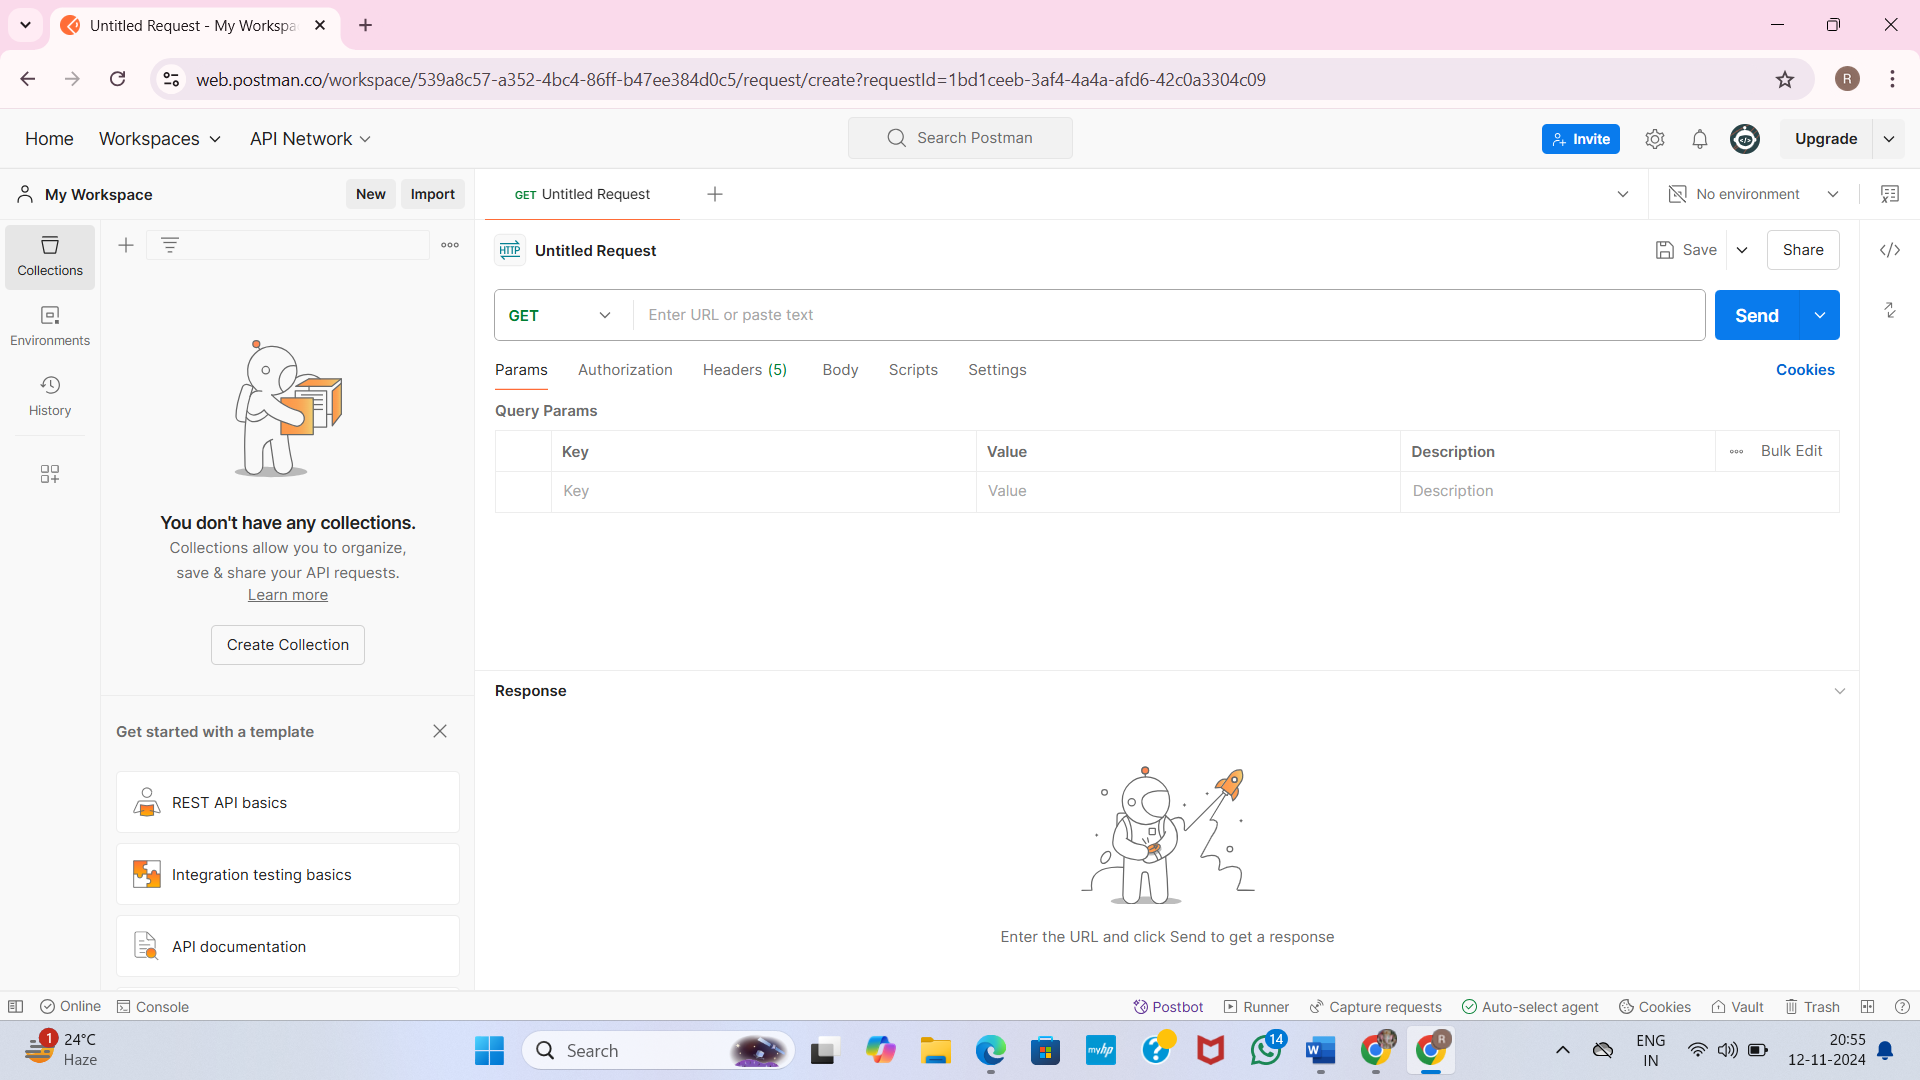 Untitled Request - My Workspa
web.postman.co/workspace/539a8c57-a352-4bc4-86ff-b47ee384d0c5/request/create?requestId=1bd1ceeb-3af4-4a4a-afd6-42c0a3304c09
R
Home Workspaces API Network Search Postman Invite Upgrade
My Workspace New Import GET Untitled Request No environment
Collections
Environments
History
You don't have any collections.
Collections allow you to organize,
save & share your API requests.
Learn more
Create Collection
Get started with a template
REST API basics
Integration testing basics
API documentation
HTTP Untitled Request Save Share
GET Enter URL or paste text Send
Params Authorization Headers (5) Body Scripts Settings Cookies
Query Params
Key Value Description Bulk Edit
Key Value Description
Response
Enter the URL and click Send to get a response
Online Console Postbot Runner Capture requests Auto-select agent Cookies Vault Trash
1 24°C
Haze
Search
myhp
14
W
R
ENG
IN
20:55
12-11-2024